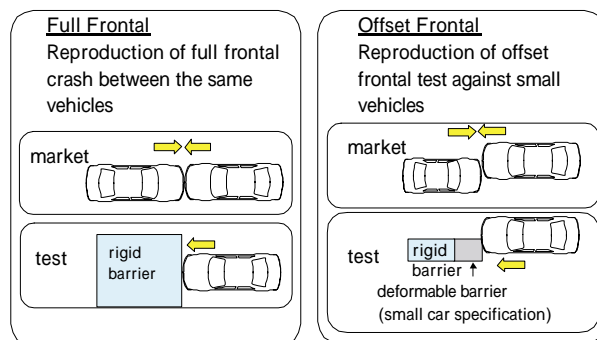 Full Frontal
Reproduction of full frontal
crash between the same
vehicles
market
test
rigid
barrier
Offset Frontal
Reproduction of offset
frontal test against small
vehicles
market
test
rigid
barrier
deformable barrier
(small car specification)